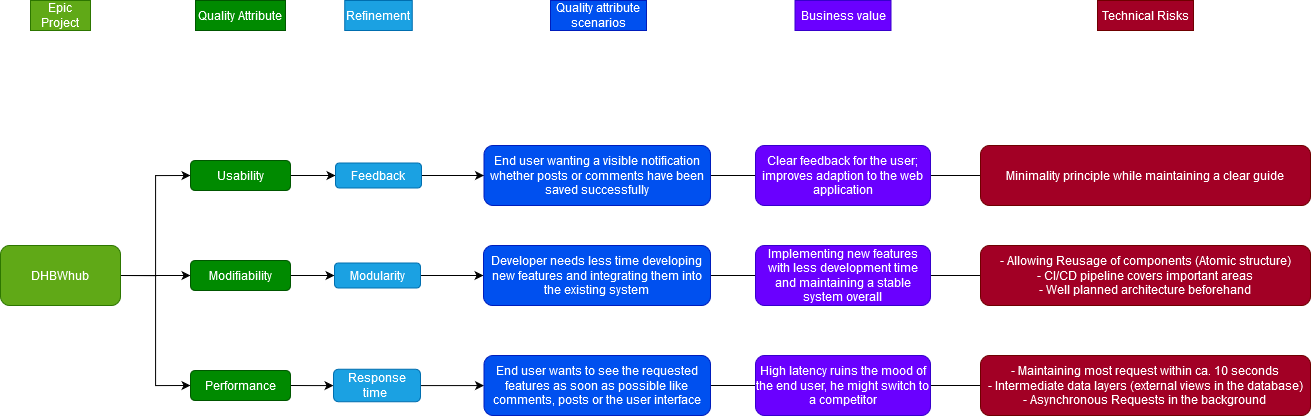 Epic
Project
Quality Attribute
Refinement
Quality attribute
scenarios
Business value
Technical Risks
End user wanting a visible notification
whether posts or comments have been
saved successfully
Clear feedback for the user;
improves adaption to the web
application
Usability
Feedback
Minimality principle while maintaining a clear guide
DHBWhub
Modifiability
Modularity
Developer needs less time developing
new features and integrating them into
the existing system
Implementing new features
with less development time
and maintaining a stable
system overall
- Allowing Reusage of components (Atomic structure)
- CI/CD pipeline covers important areas
- Well planned architecture beforehand
Performance
Response
time
End user wants to see the requested
features as soon as possible like
comments, posts or the user interface
High latency ruins the mood of
the end user, he might switch to
a competitor
- Maintaining most request within ca. 10 seconds
- Intermediate data layers (external views in the database)
- Asynchronous Requests in the background